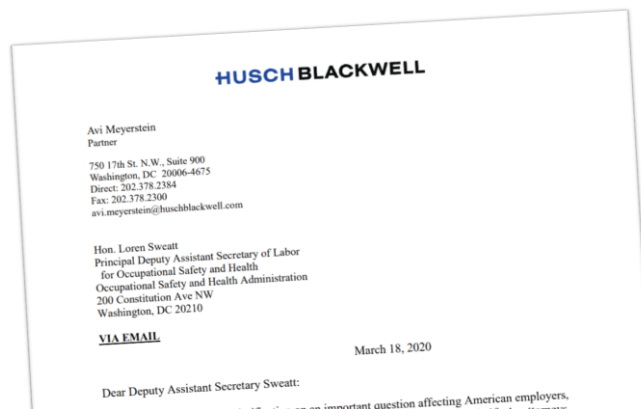 HUSCH BLACKWELL
Avi Meyerstein
Partner
750 17th St. N.W., Suite 900
Washington, DC 20006-4675
Direct: 202.378.2384
Fax: 202.378.2300
avi.meyerstein@huschblackwell.com
Hon. Loren Sweatt
Principal Deputy Assistant Secretary of Labor
for Occupational Safety and Health
Occupational Safety and Health Administration
200 Constitution Ave NW
Washington, DC 20210
VIA EMAIL
March 18, 2020
Dear Deputy Assistant Secretary Sweatt:
on an important question affecting American employers,